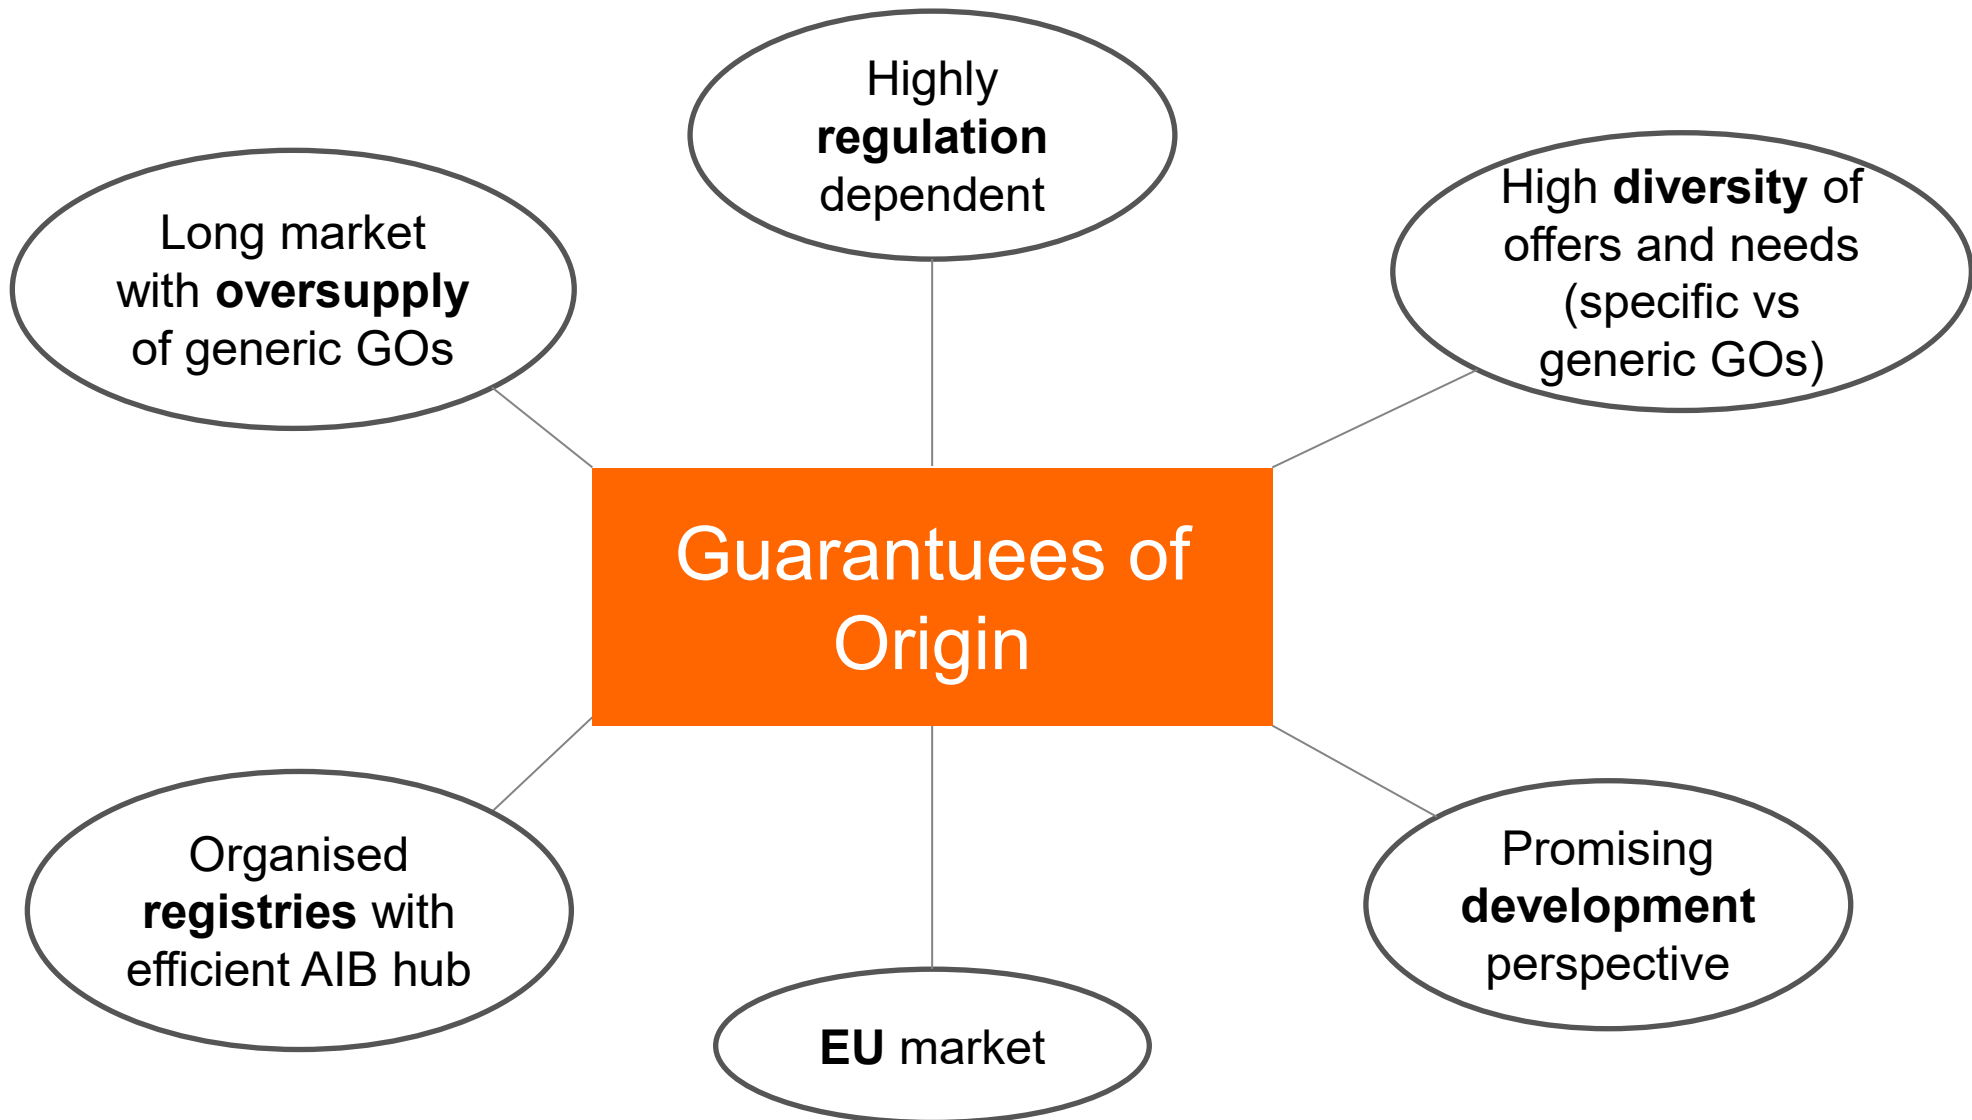 Highly
regulation
dependent
Long market
with oversupply
of generic GOs
High diversity of
offers and needs
(specific vs
generic GOs)
Guarantuees of
Origin
Organised
registries with
efficient AIB hub
EU market
Promising
development
perspective